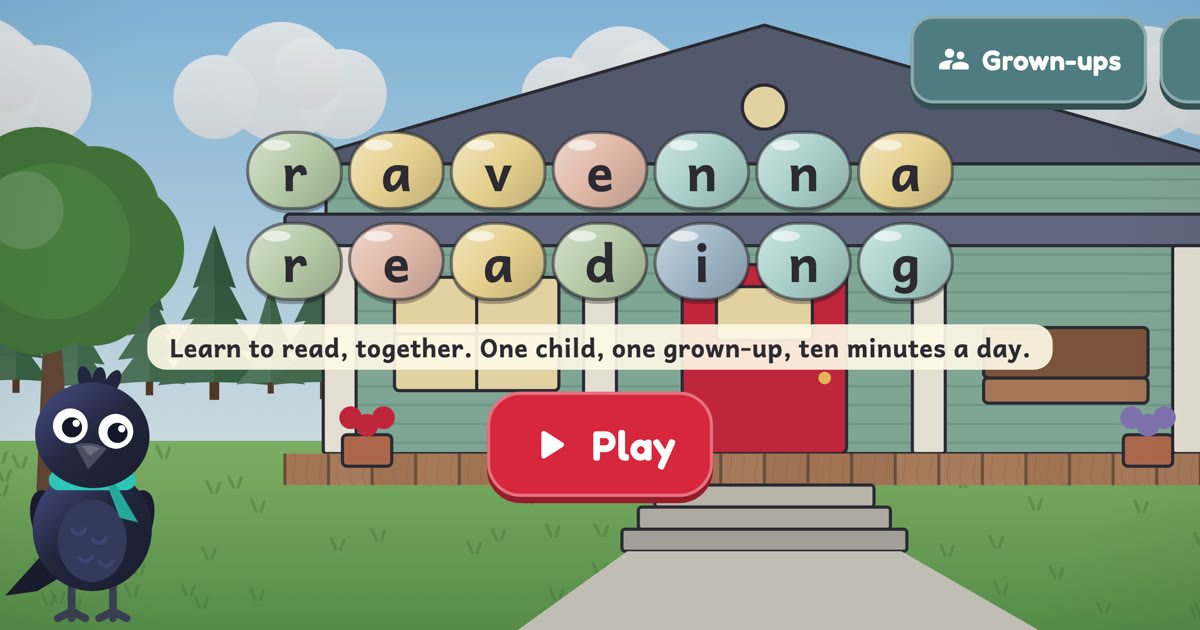 Grown-ups
ravenna
reading
Learn to read, together. One child, one grown-up, ten minutes a day.
Play